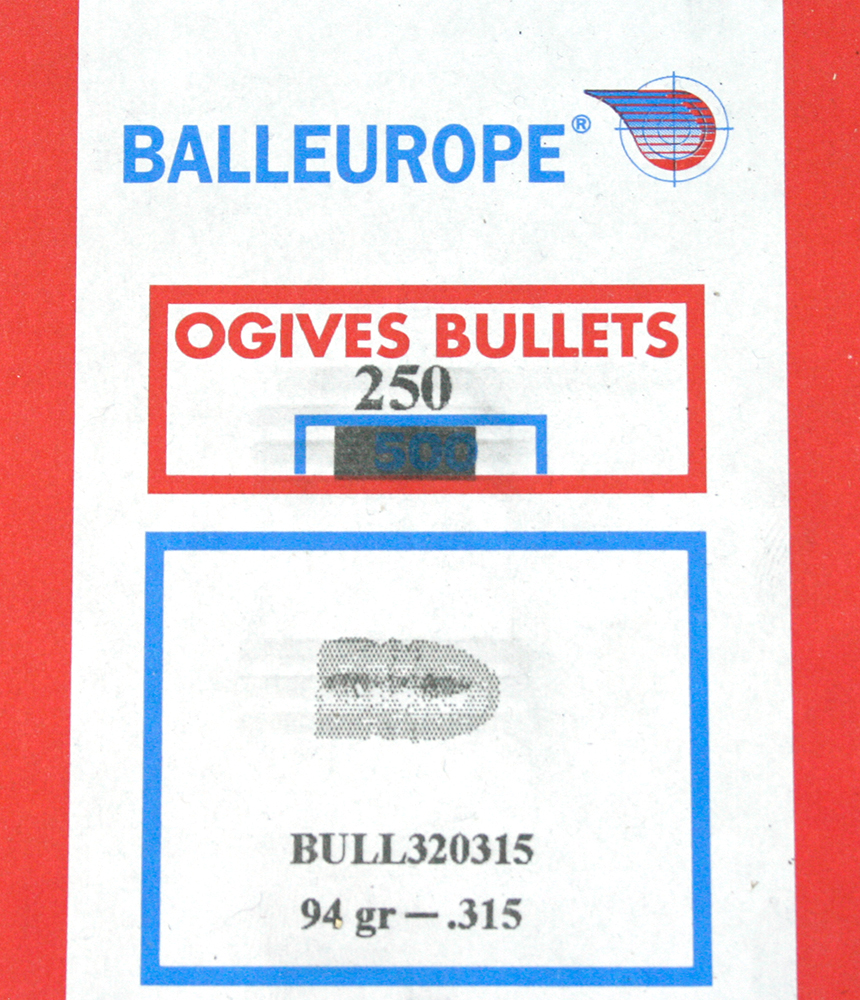 BALLEUROPE®
OGIVES BULLETS
250
500
BULL320315
94 gr – .315